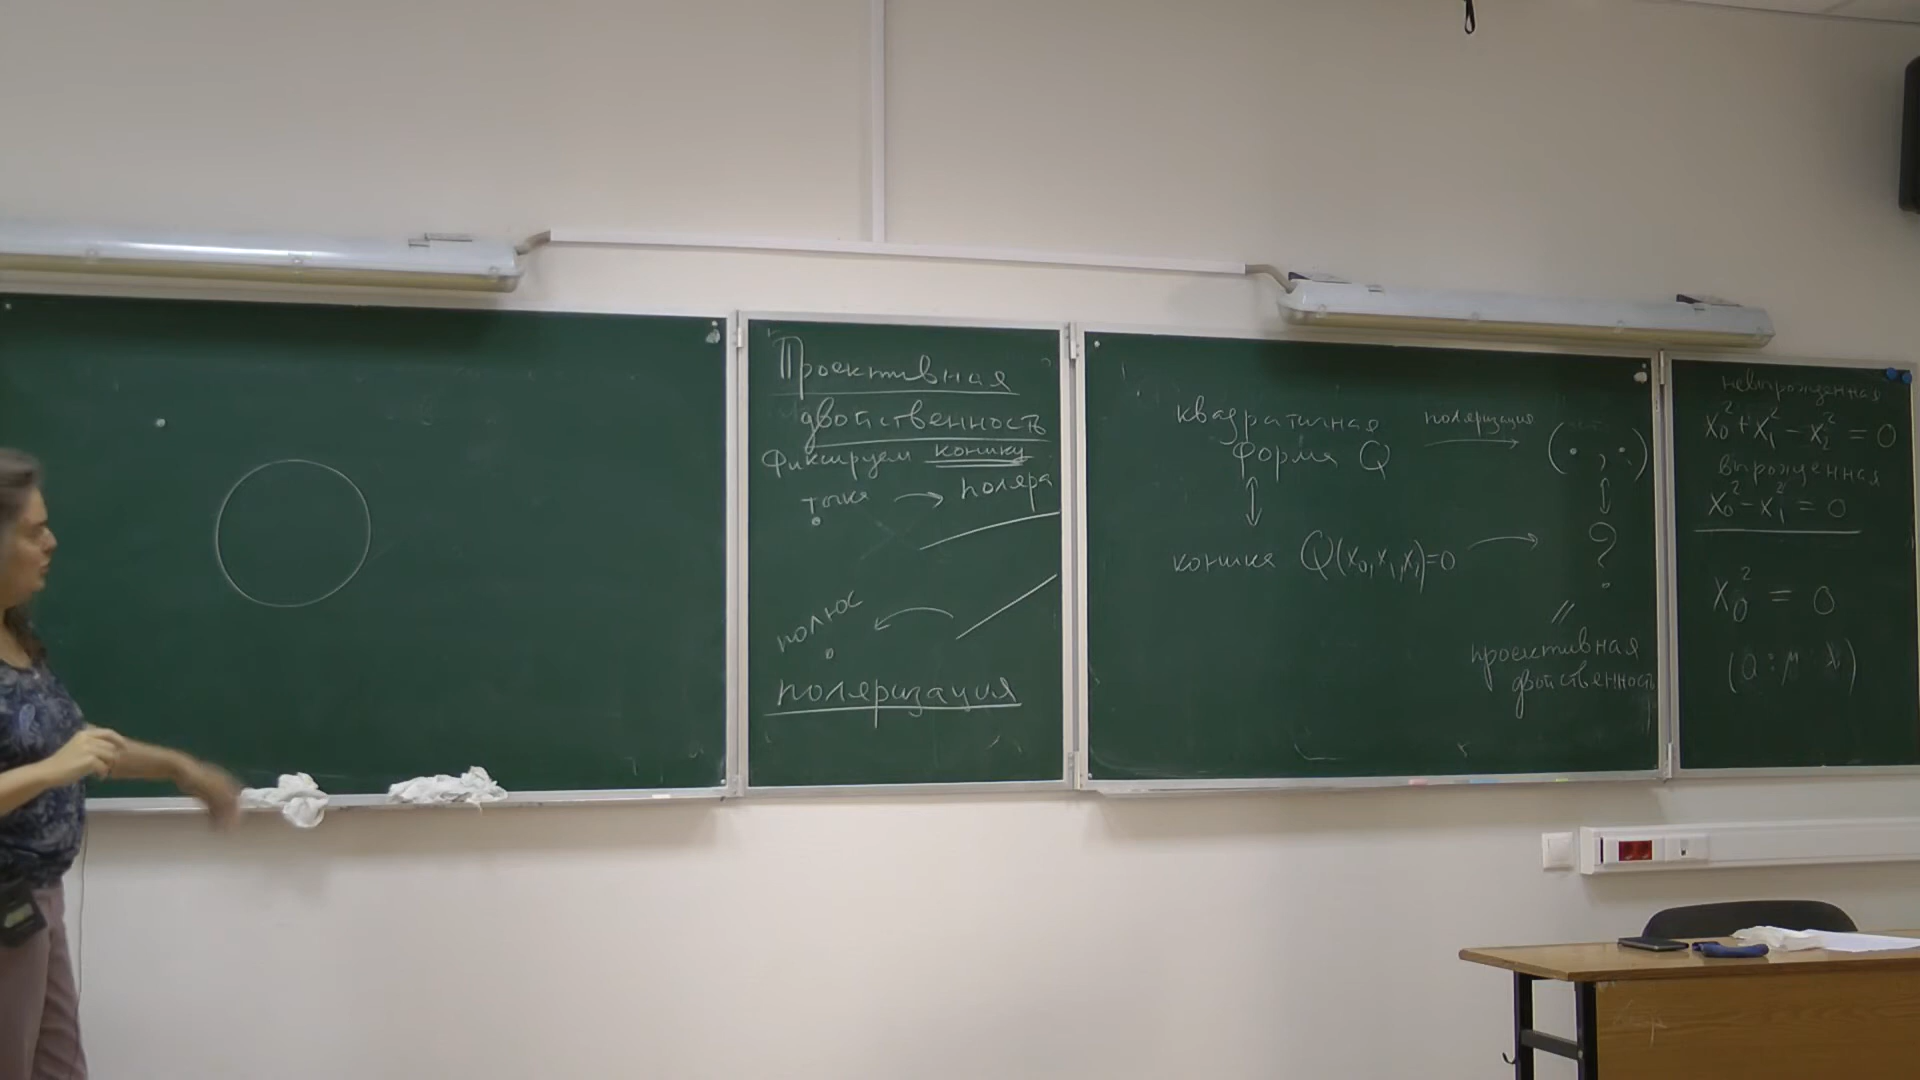 Проективная
двойственность
Фиксируем конику
точка → поляра
полюс ←
поляризация
квадратичная
форма Q
поляризация →
( · , · )
↕
↕
коника Q(x₀,x₁,x₂)=0 → ?
//
проективная
двойственность
невырожденная
x₀² + x₁² − x₂² = 0
вырожденная
x₀² − x₁² = 0
x₀² = 0